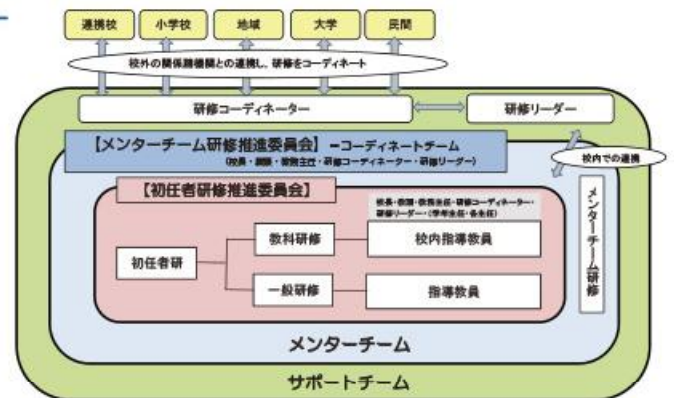 連携校 小学校 地域 大学 民間
校外の関係諸機関との連携し、研修をコーディネート
研修コーディネーター 研修リーダー
【メンターチーム研修推進委員会】=コーディネートチーム
(校長・副課・教務主任・研修コーディネーター・研修リーダー)
校内での連携
【初任者研修推進委員会】
校長・教頭・教務主任・研修コーディネーター・
研修リーダー・(学年主任・各主任)
メンターチーム研修
教科研修 校内指導教員
初任者研
一般研修 指導教員
メンターチーム
サポートチーム